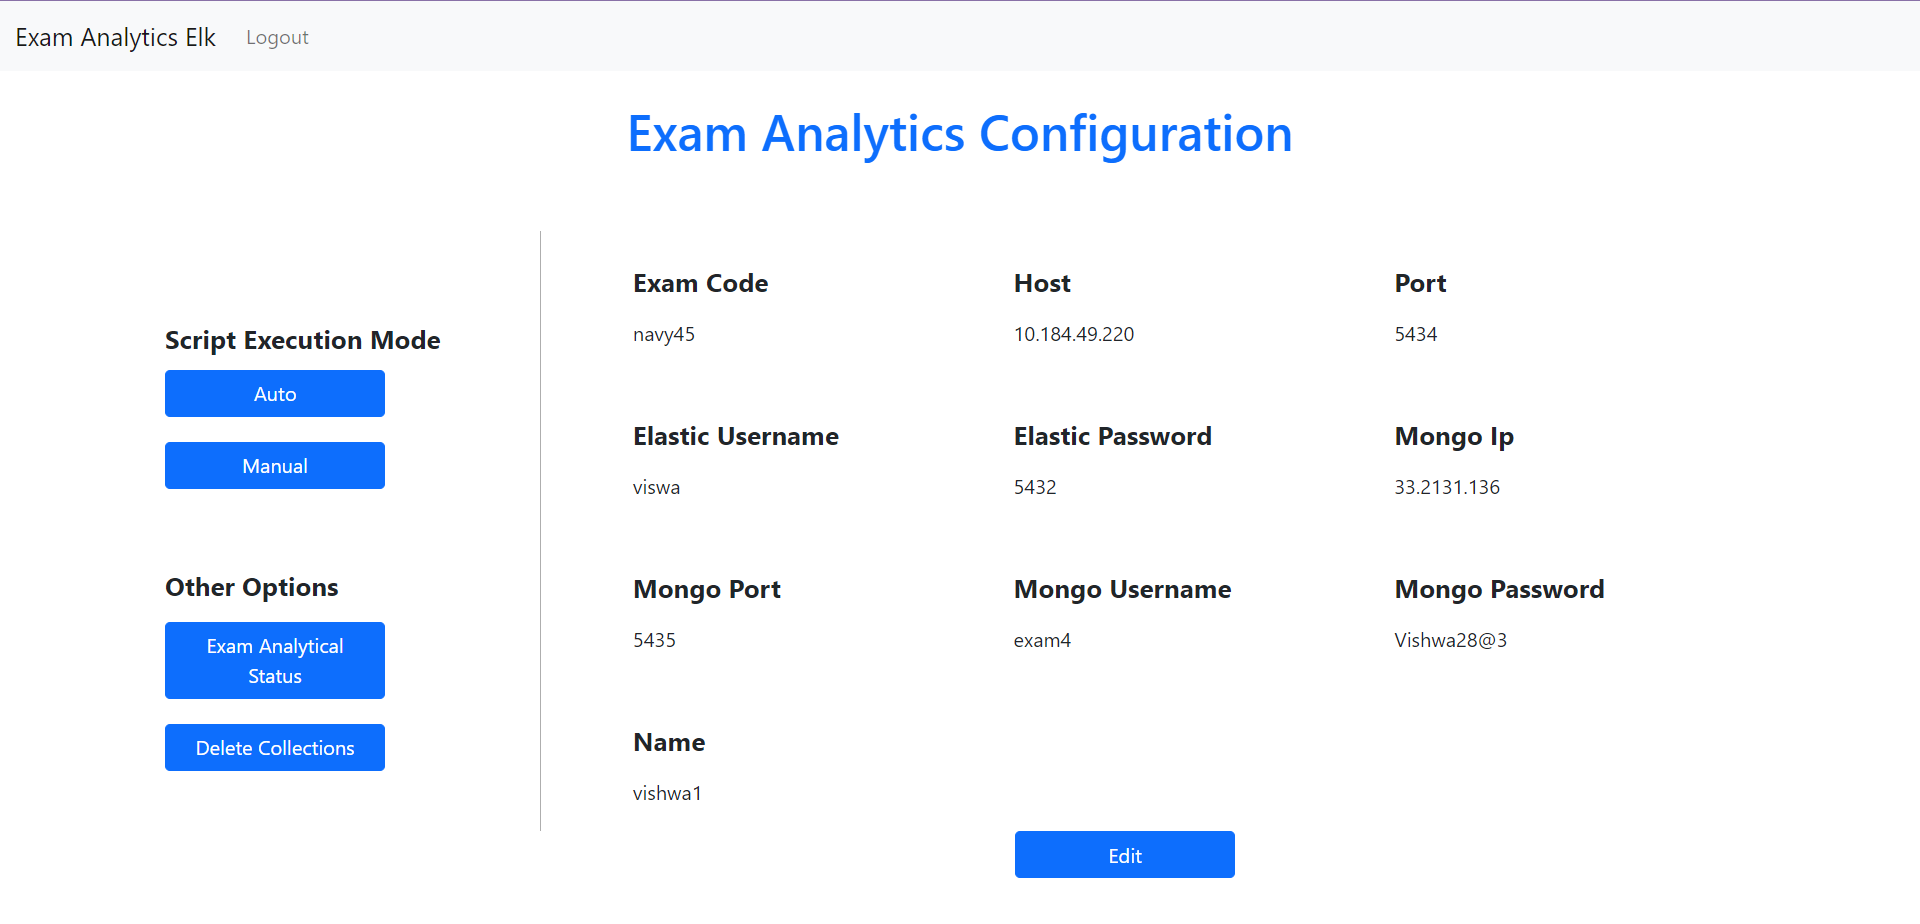 Exam Analytics Elk Logout
Exam Analytics Configuration
Script Execution Mode
Auto
Manual
Other Options
Exam Analytical
Status
Delete Collections
Exam Code Host Port
navy45 10.184.49.220 5434
Elastic Username Elastic Password Mongo Ip
viswa 5432 33.2131.136
Mongo Port Mongo Username Mongo Password
5435 exam4 Vishwa28@3
Name
vishwa1
Edit